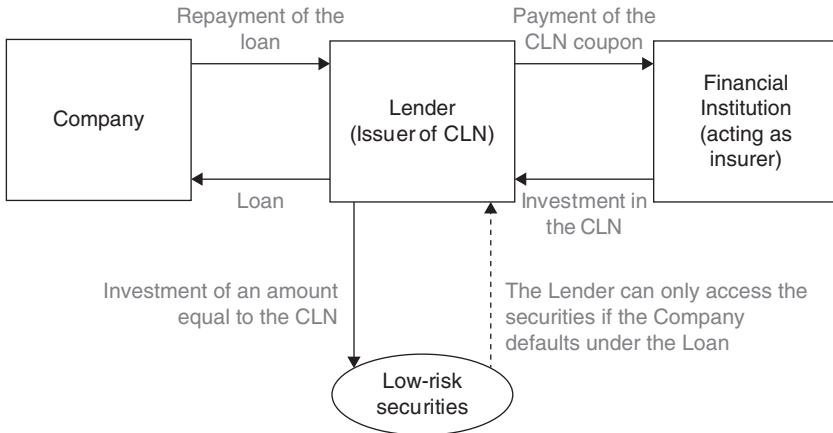 Repayment of the
loan
Payment of the
CLN coupon
Company
Lender
(Issuer of CLN)
Financial
Institution
(acting as
insurer)
Loan
Investment in
the CLN
Investment of an amount
equal to the CLN
The Lender can only access the
securities if the Company
defaults under the Loan
Low-risk
securities